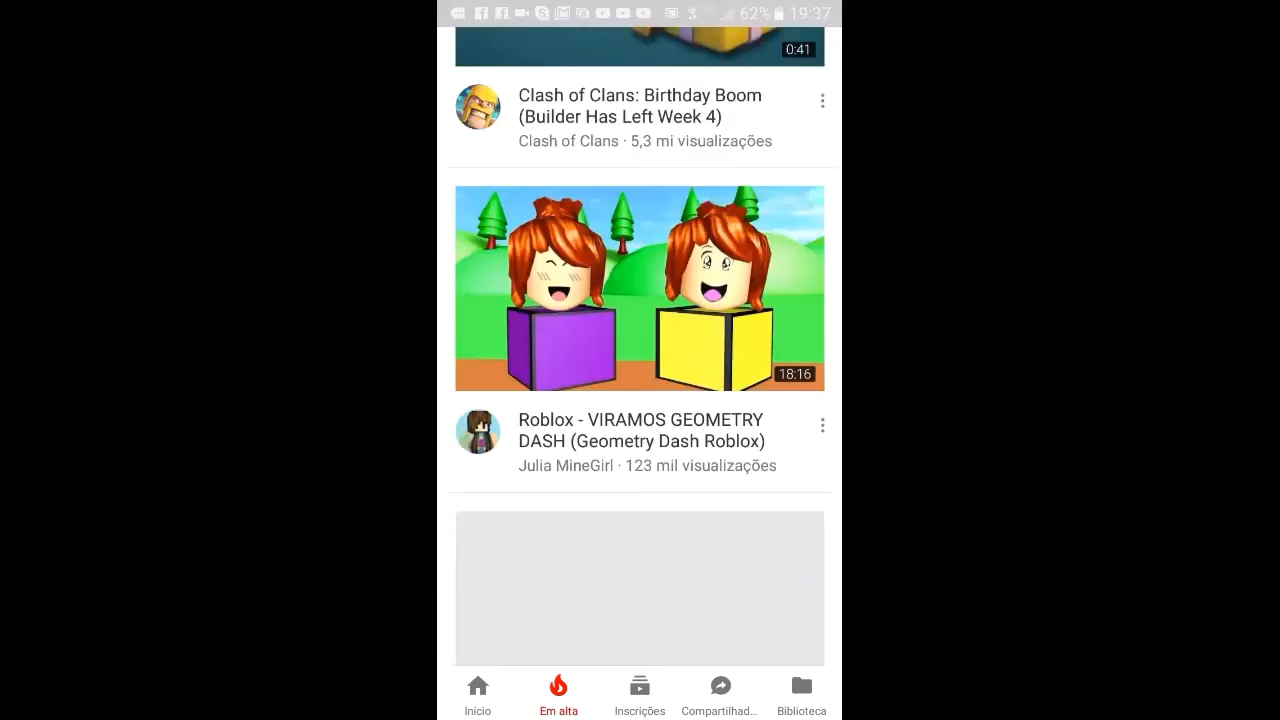 62% 19:37
0:41
Clash of Clans: Birthday Boom
(Builder Has Left Week 4)
Clash of Clans · 5,3 mi visualizações
18:16
Roblox - VIRAMOS GEOMETRY
DASH (Geometry Dash Roblox)
Julia MineGirl · 123 mil visualizações
Inicio
Em alta
Inscrições
Compartilhad...
Biblioteca